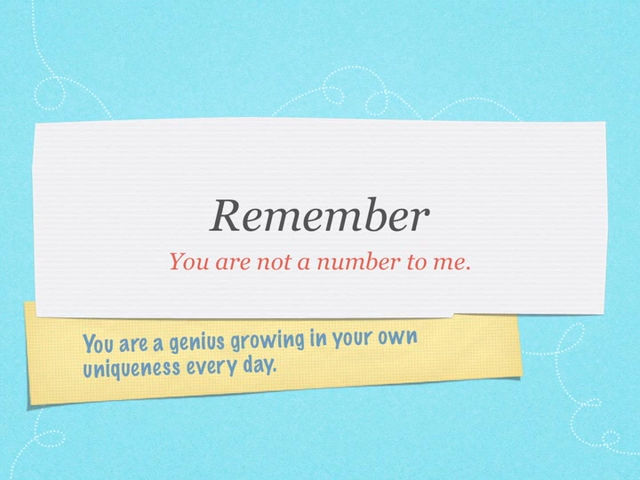 Remember
You are not a number to me.
You are a genius growing in your own
uniqueness every day.